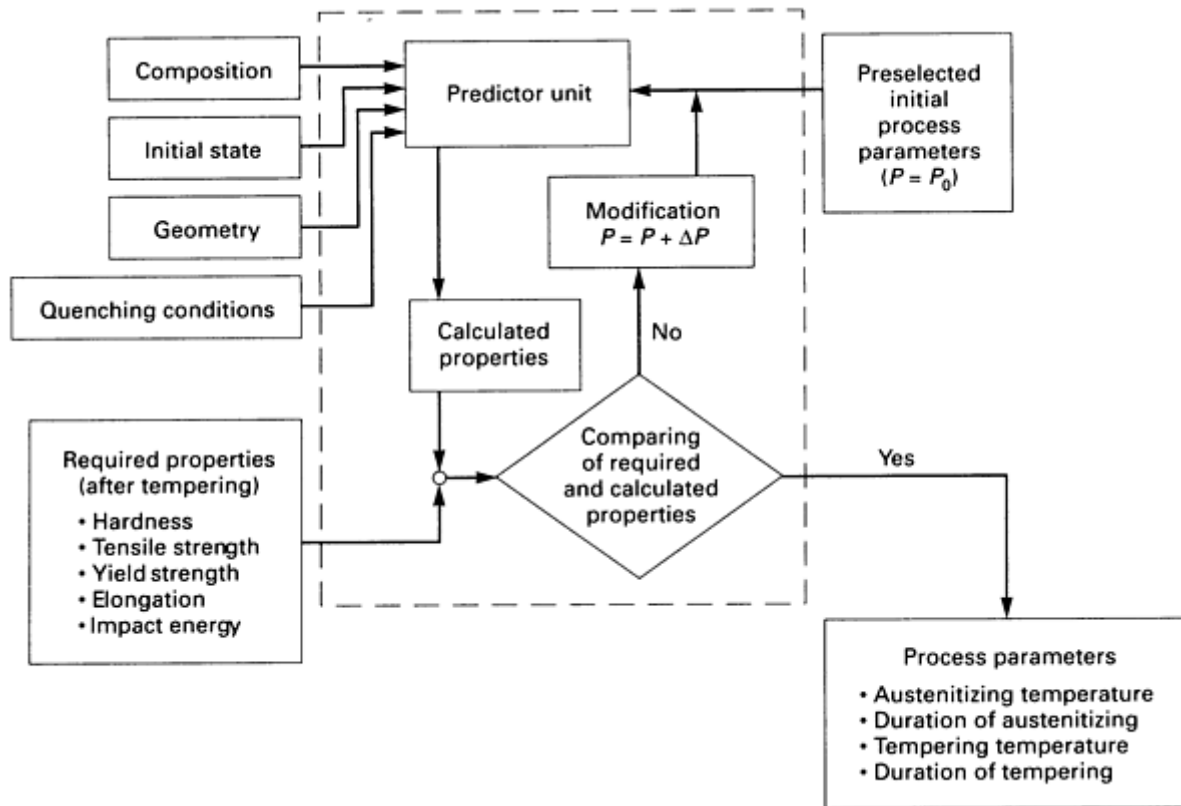 Composition
Initial state
Geometry
Quenching conditions
Predictor unit
Preselected
initial
process
parameters
(P = P₀)
Modification
P = P + ΔP
Calculated
properties
No
Required properties
(after tempering)
• Hardness
• Tensile strength
• Yield strength
• Elongation
• Impact energy
Comparing
of required
and calculated
properties
Yes
Process parameters
• Austenitizing temperature
• Duration of austenitizing
• Tempering temperature
• Duration of tempering